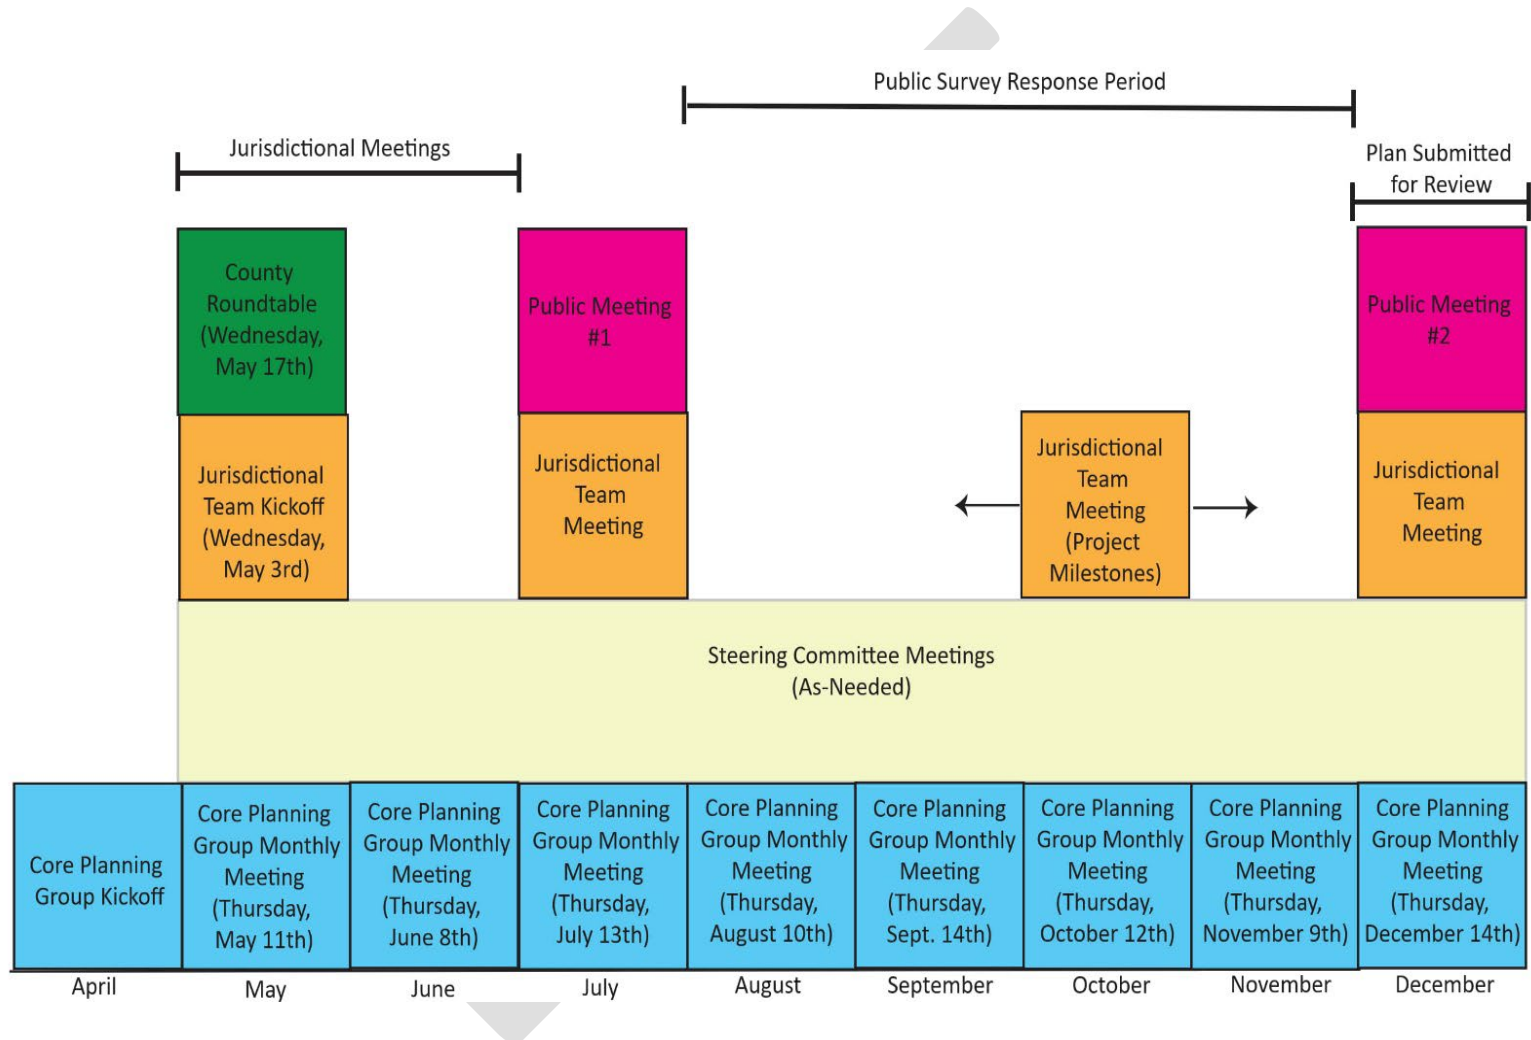 Public Survey Response Period
Jurisdictional Meetings
Plan Submitted
for Review
County
Roundtable
(Wednesday,
May 17th)
Public Meeting
#1
Public Meeting
#2
Jurisdictional
Team Kickoff
(Wednesday,
May 3rd)
Jurisdictional
Team
Meeting
Jurisdictional
Team
Meeting
(Project
Milestones)
Jurisdictional
Team
Meeting
Steering Committee Meetings
(As-Needed)
Core Planning
Group Kickoff
Core Planning
Group Monthly
Meeting
(Thursday,
May 11th)
Core Planning
Group Monthly
Meeting
(Thursday,
June 8th)
Core Planning
Group Monthly
Meeting
(Thursday,
July 13th)
Core Planning
Group Monthly
Meeting
(Thursday,
August 10th)
Core Planning
Group Monthly
Meeting
(Thursday,
Sept. 14th)
Core Planning
Group Monthly
Meeting
(Thursday,
October 12th)
Core Planning
Group Monthly
Meeting
(Thursday,
November 9th)
Core Planning
Group Monthly
Meeting
(Thursday,
December 14th)
April
May
June
July
August
September
October
November
December